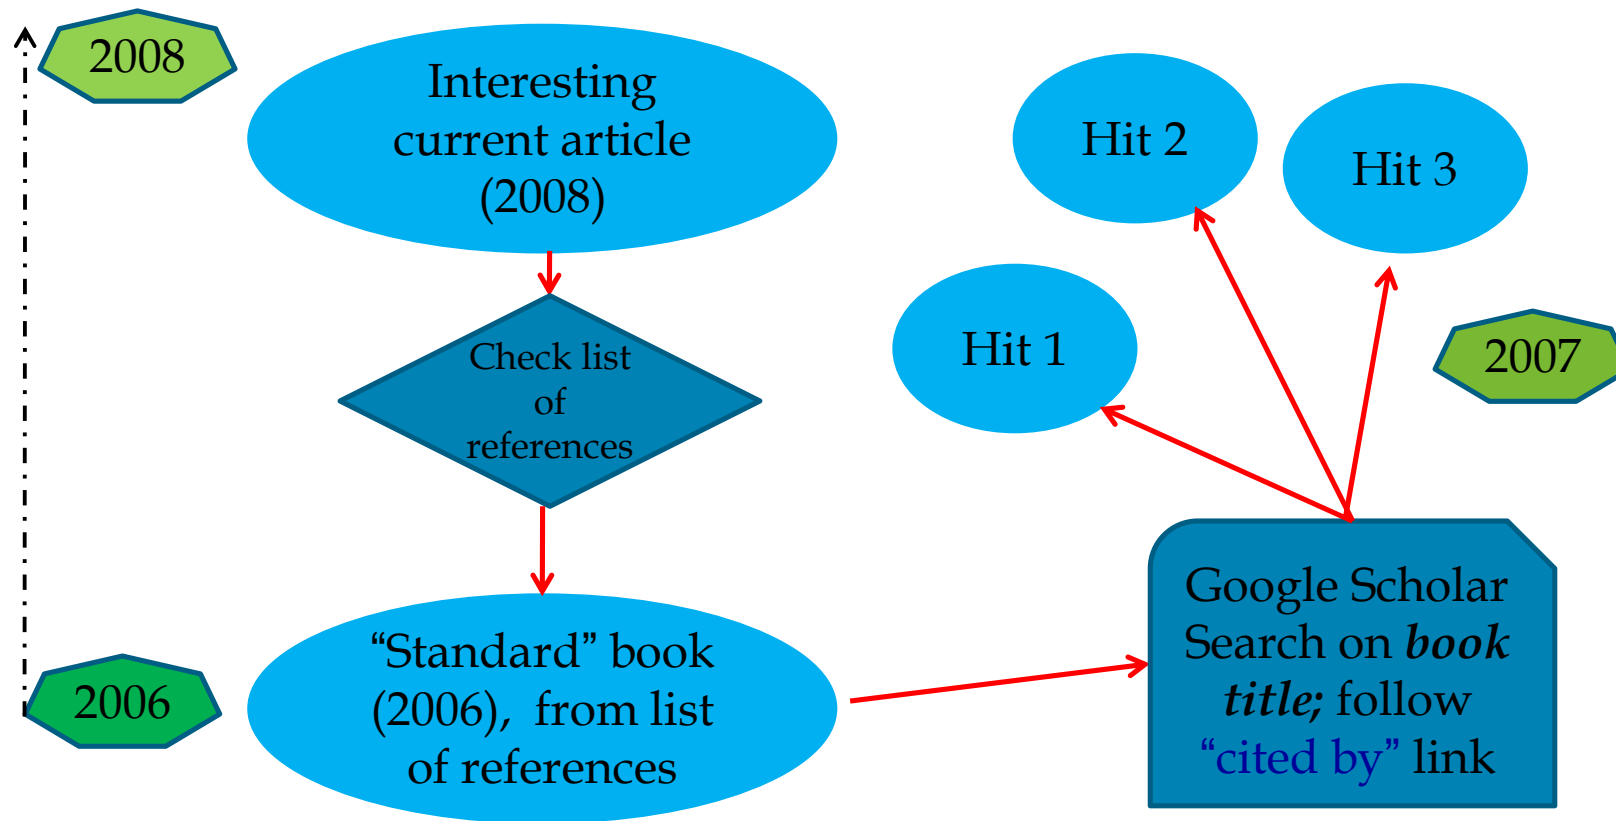 2008
Interesting
current article
(2008)
Check list
of
references
2006
“Standard” book
(2006), from list
of references
Hit 1
Hit 2
Hit 3
2007
Google Scholar
Search on book
title; follow
“cited by” link